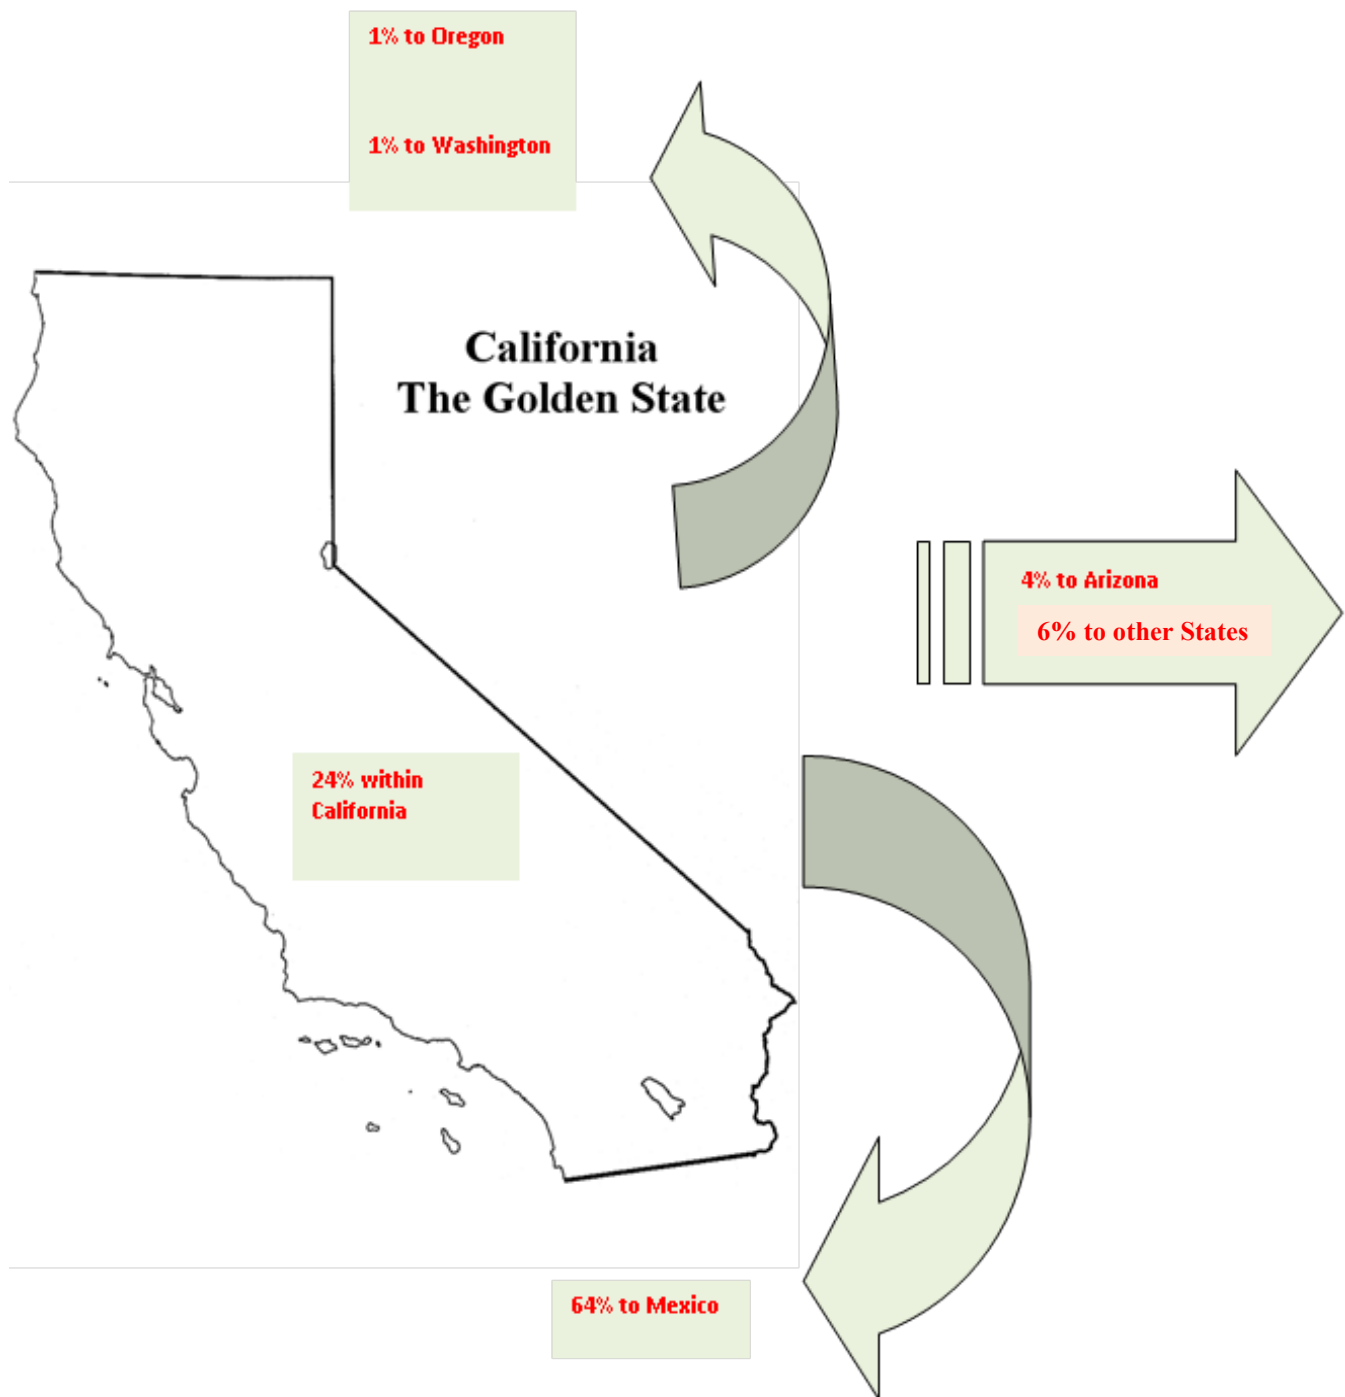 1% to Oregon
1% to Washington
California
The Golden State
4% to Arizona
6% to other States
24% within
California
64% to Mexico